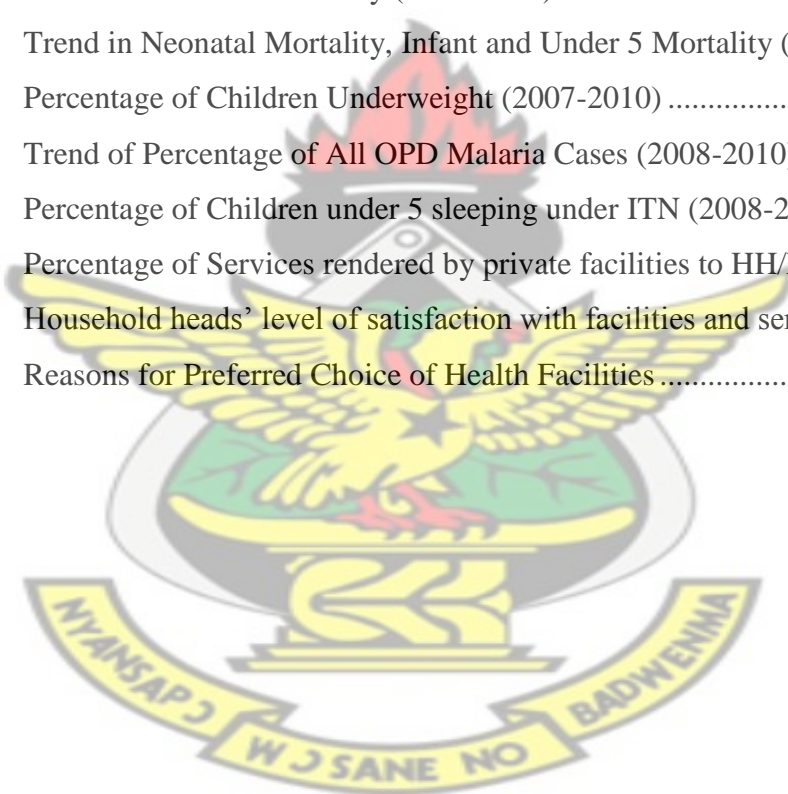 Trend in Neonatal Mortality, Infant and Under 5 Mortality (
Percentage of Children Underweight (2007-2010) ................
Trend of Percentage of All OPD Malaria Cases (2008-2010)
Percentage of Children under 5 sleeping under ITN (2008-2
Percentage of Services rendered by private facilities to HH/
Household heads’ level of satisfaction with facilities and ser
Reasons for Preferred Choice of Health Facilities .................
NYANSAPƆ
WƆSANE NO
BADWENMA